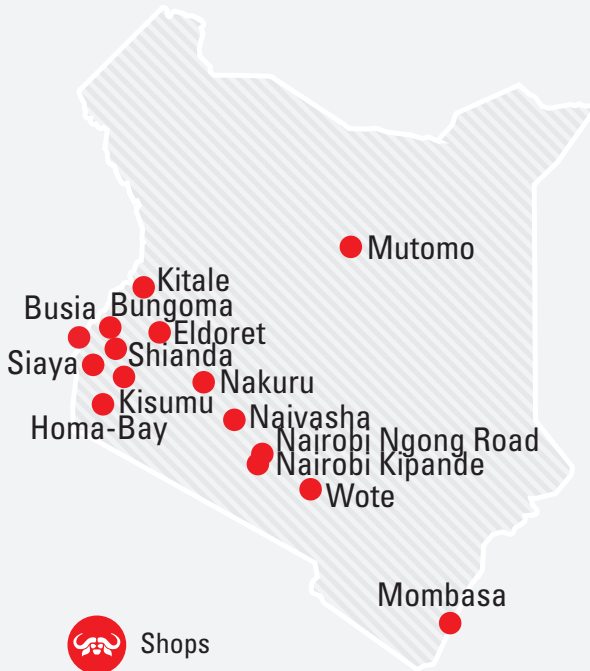 Mutomo
Kitale
Busia
Bungoma
Eldoret
Shianda
Siaya
Nakuru
Kisumu
Naivasha
Homa-Bay
Nairobi Ngong Road
Nairobi Kipande
Wote
Mombasa
Shops